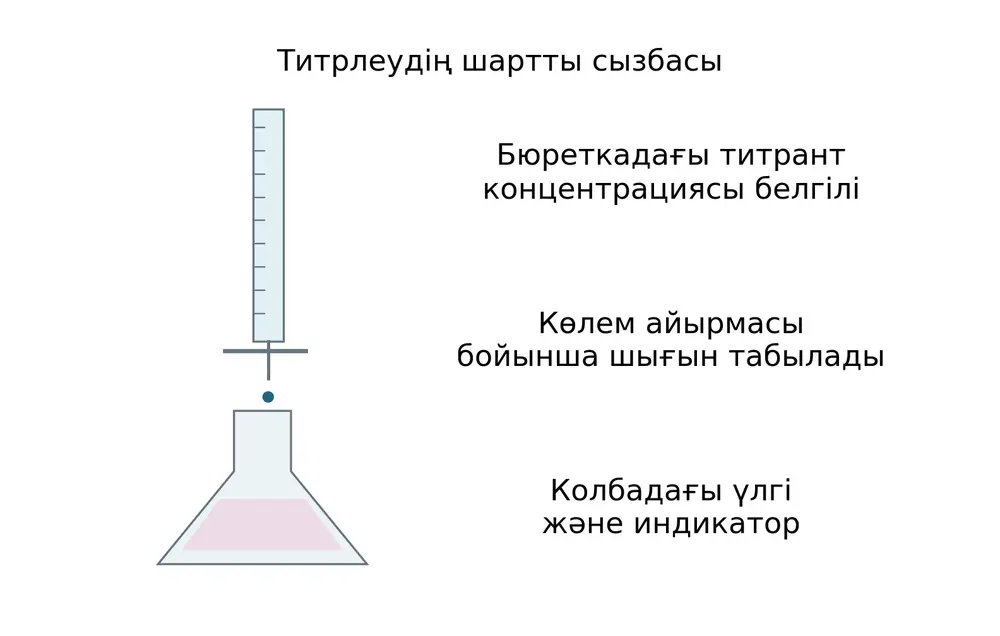 Титрлеудің шартты сызбасы
Бюреткадағы титрант
концентрациясы белгілі
Көлем айырмасы
бойынша шығын табылады
Колбадағы үлгі
және индикатор